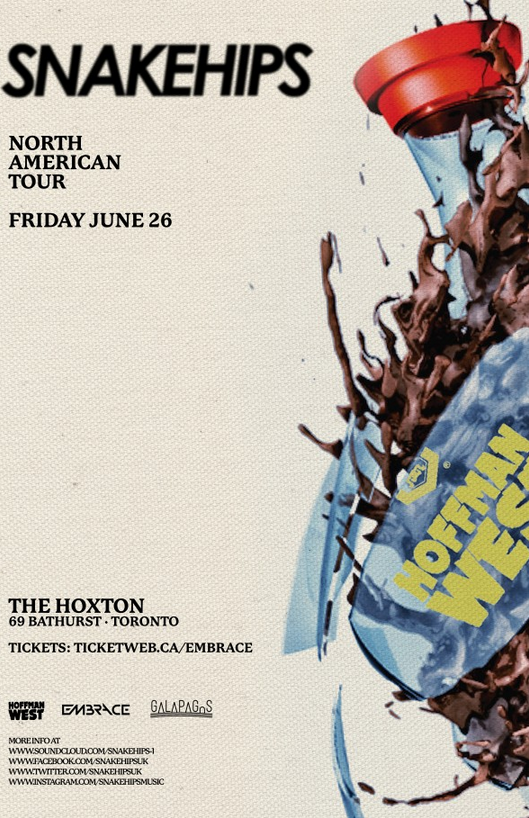 SNAKEHIPS
NORTH
AMERICAN
TOUR
FRIDAY JUNE 26
HOFFMAN
WES
THE HOXTON
69 BATHURST · TORONTO
TICKETS: TICKETWEB.CA/EMBRACE
HOFFMAN
WEST
EMBRACE
GALAPAGOS
MORE INFO AT
WWW.SOUNDCLOUD.COM/SNAKEHIPS-1
WWW.FACEBOOK.COM/SNAKEHIPSUK
WWW.TWITTER.COM/SNAKEHIPSUK
WWW.INSTAGRAM.COM/SNAKEHIPSMUSIC